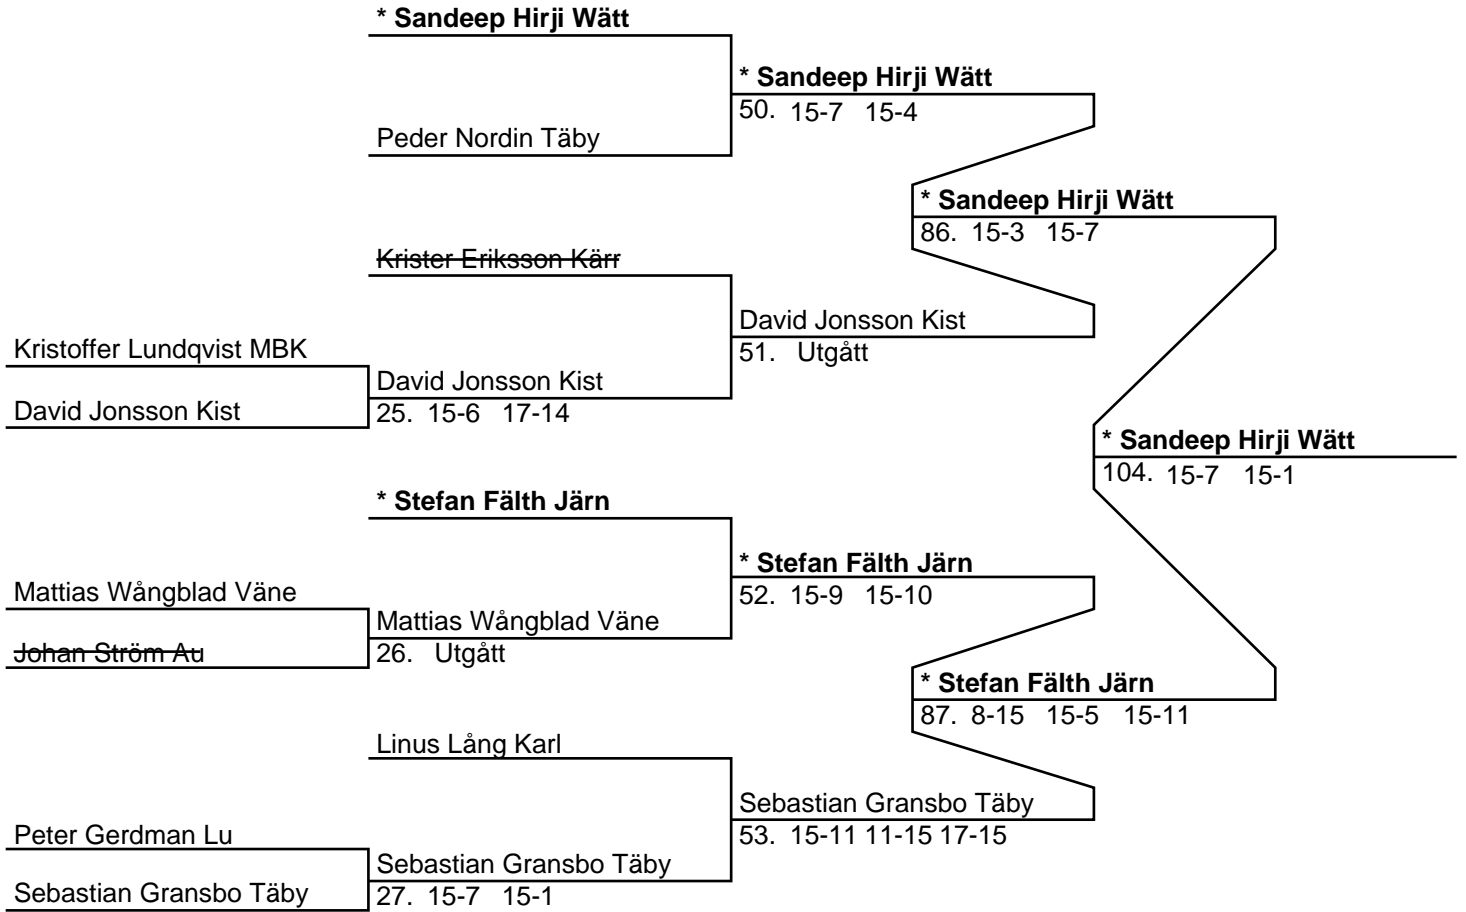 * Sandeep Hirji Wätt
* Sandeep Hirji Wätt
50. 15-7 15-4
Peder Nordin Täby
* Sandeep Hirji Wätt
86. 15-3 15-7
Krister Eriksson Kärr
David Jonsson Kist
51. Utgått
Kristoffer Lundqvist MBK
David Jonsson Kist
25. 15-6 17-14
David Jonsson Kist
* Sandeep Hirji Wätt
104. 15-7 15-1
* Stefan Fälth Järn
* Stefan Fälth Järn
52. 15-9 15-10
Mattias Wångblad Väne
Mattias Wångblad Väne
26. Utgått
Johan Ström Au
* Stefan Fälth Järn
87. 8-15 15-5 15-11
Linus Lång Karl
Sebastian Gransbo Täby
53. 15-11 11-15 17-15
Peter Gerdman Lu
Sebastian Gransbo Täby
27. 15-7 15-1
Sebastian Gransbo Täby